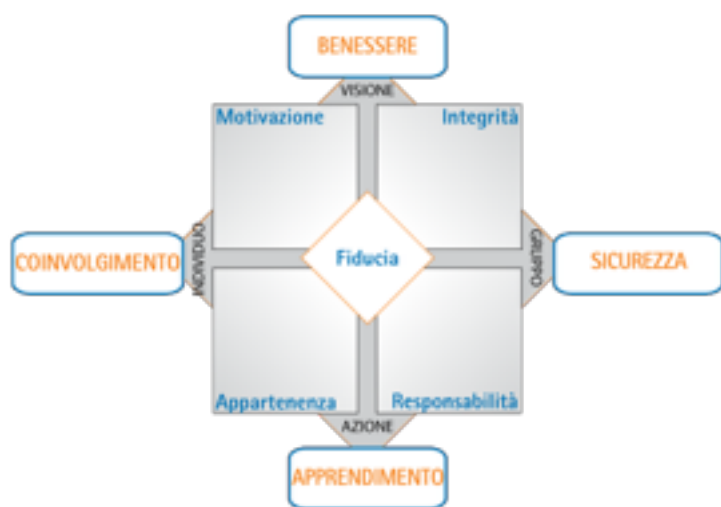 BENESSERE
VISIONE
Motivazione
Integrità
COINVOLGIMENTO
INDIVIDUO
Fiducia
GRUPPO
SICUREZZA
Appartenenza
Responsabilità
AZIONE
APPRENDIMENTO